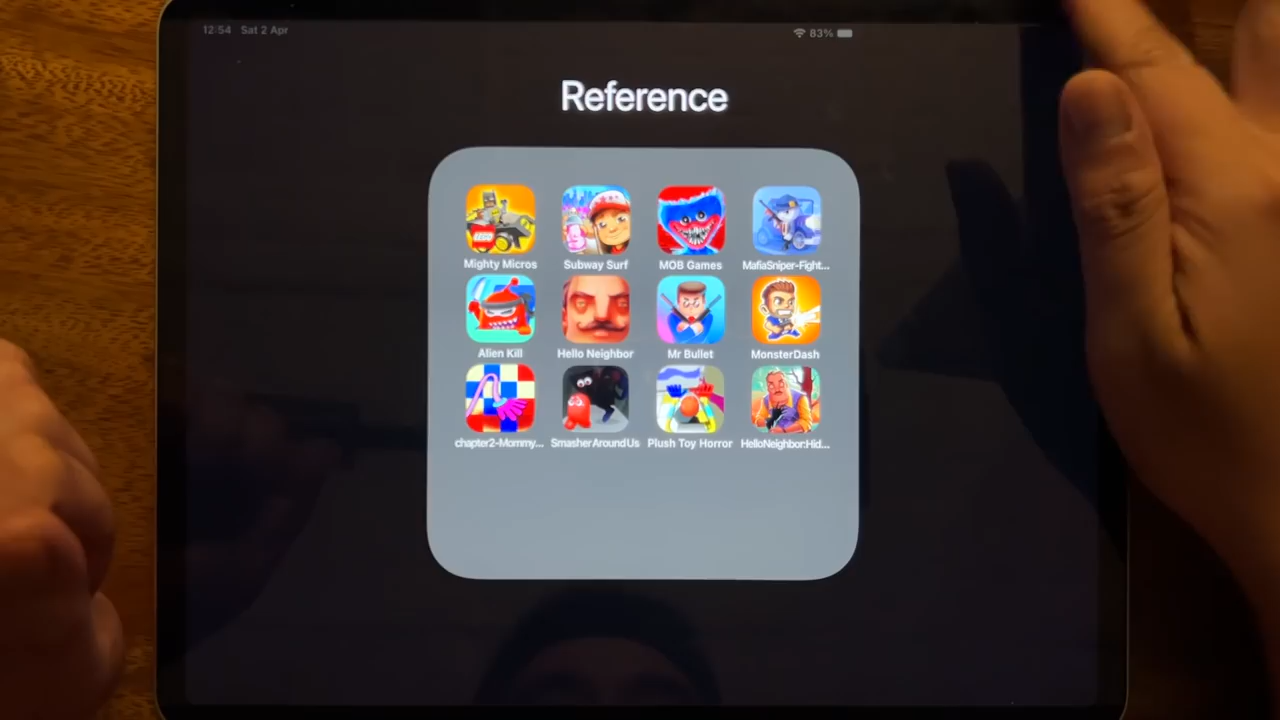 12:54 Sat 2 Apr
83%
Reference
LEGO
Mighty Micros
Subway Surf
MOB Games
MafiaSniper-Fight...
Alien Kill
Hello Neighbor
Mr Bullet
MonsterDash
chapter2-Mommy...
SmasherAroundUs
Plush Toy Horror
HelloNeighbor:Hid...